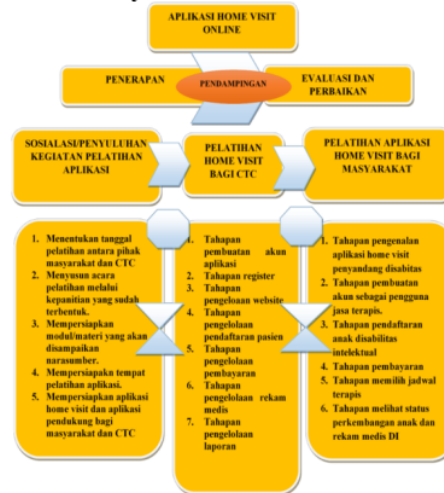 APLIKASI HOME VISIT
ONLINE
PENERAPAN
PENDAMPINGAN
EVALUASI DAN
PERBAIKAN
SOSIALASI/PENYULUHAN
KEGIATAN PELATIHAN
APLIKASI
PELATIHAN
HOME VISIT
BAGI CTC
PELATIHAN APLIKASI
HOME VISIT BAGI
MASYARAKAT
1. Menentukan tanggal
pelatihan antara pihak
masyarakat dan CTC
2. Menyusun acara
pelatihan melalui
kepanitian yang sudah
terbentuk.
3. Mempersiapkan
modul/materi yang akan
disampaikan
narasumber.
4. Mempersiapakn tempat
pelatihan aplikasi.
5. Mempersiapkan aplikasi
home visit dan aplikasi
pendukung bagi
masyarakat dan CTC
1. Tahapan
pembuatan akun
aplikasi
2. Tahapan register
3. Tahapan
pengeloaan website
4. Tahapan
pengelolaan
pendaftaran pasien
5. Tahapan
pengelolaan
pembayaran
6. Tahapan
pengelolaan rekam
medis
7. Tahapan
pengelolaan
laporan
1. Tahapan pengenalan
aplikasi home visit
penyandang disabitas
2. Tahapan pembuatan
akun sebagai pengguna
jasa terapis.
3. Tahapan pendaftaran
anak disabilitas
intelektual
4. Tahapan pembayaran
5. Tahapan memilih jadwal
terapis
6. Tahapan melihat status
perkembangan anak dan
rekam medis DI